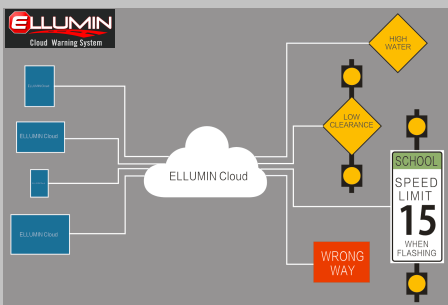 ELLUMIN
Cloud Warning System
HIGH
WATER
LOW
CLEARANCE
ELLUMIN Cloud
ELLUMIN Cloud
ELLUMIN Cloud
SCHOOL
SPEED
LIMIT
15
WHEN
FLASHING
WRONG
WAY